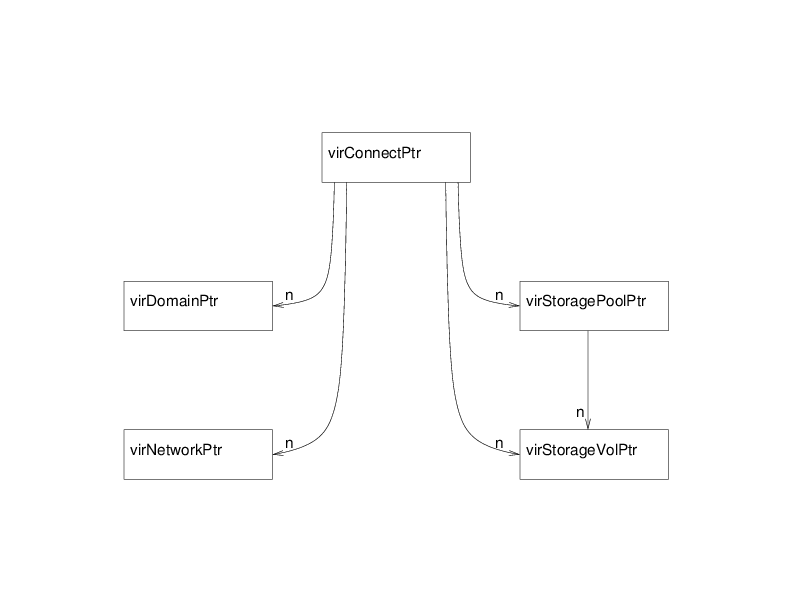 virConnectPtr
n
n
virDomainPtr
virStoragePoolPtr
n
n
n
virNetworkPtr
virStorageVolPtr